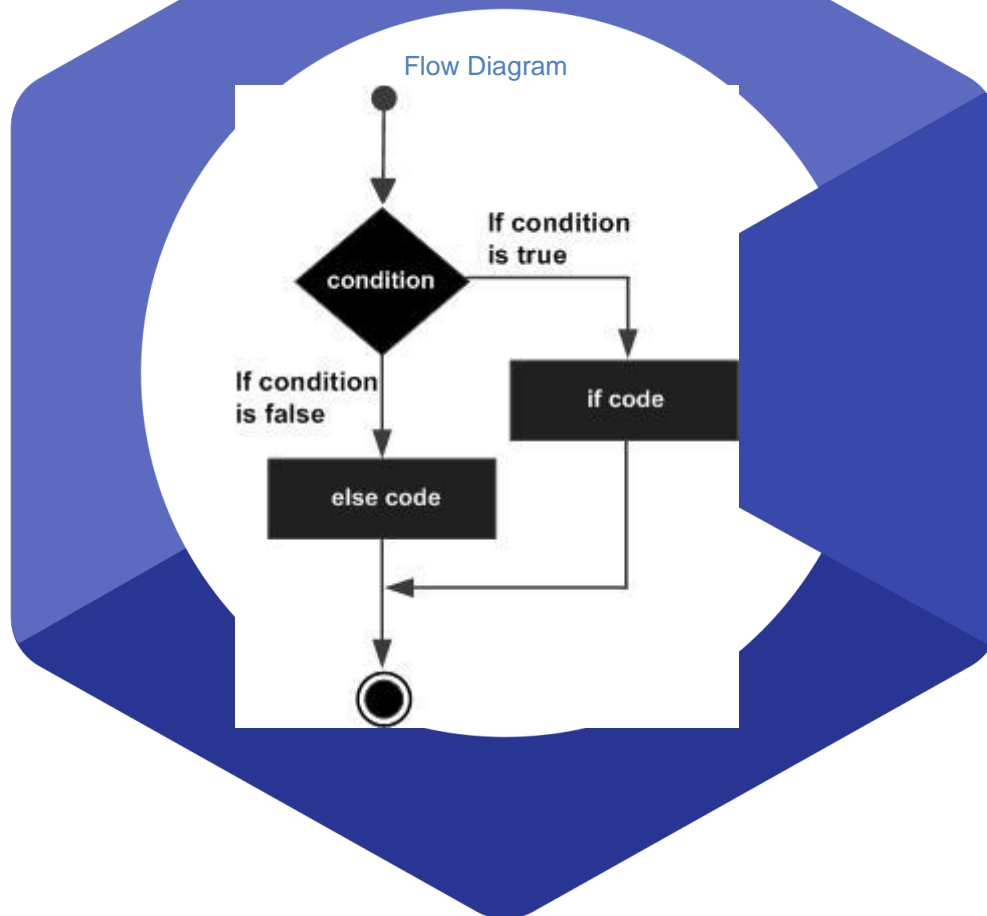 Flow Diagram
If condition
is true
condition
If condition
is false
if code
else code